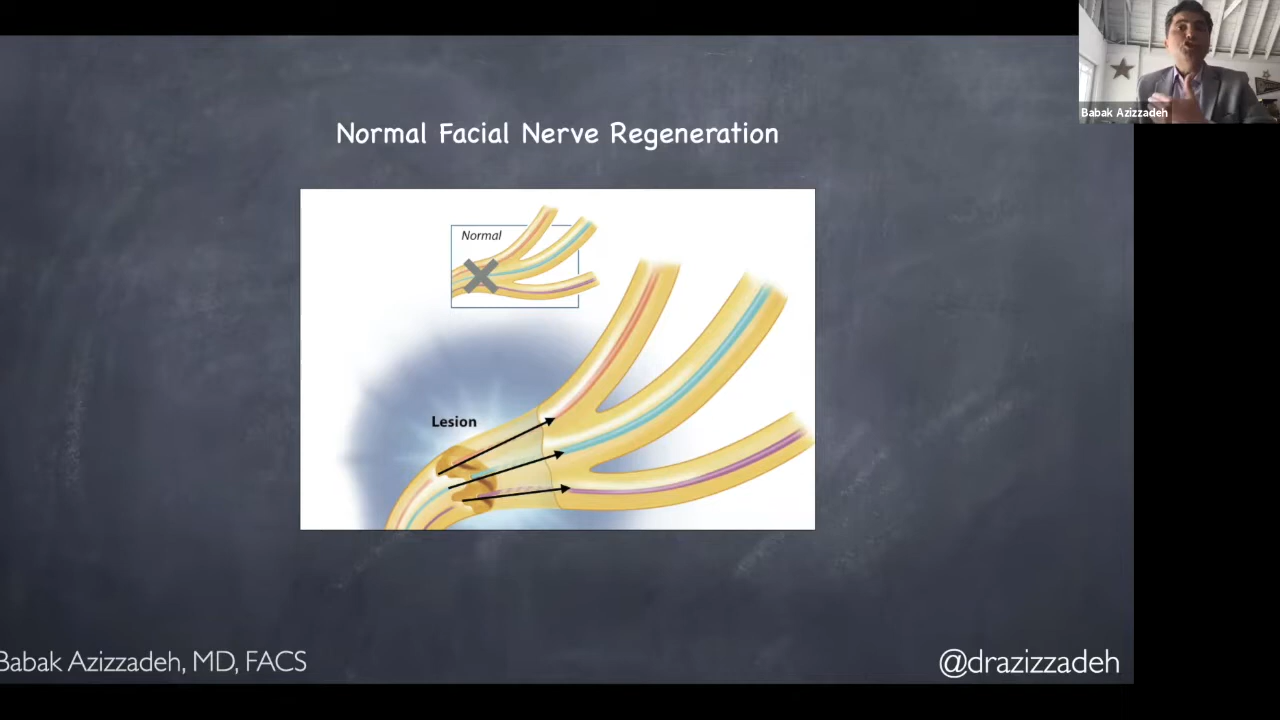 Babak Azizzadeh
Normal Facial Nerve Regeneration
Normal
Lesion
Babak Azizzadeh, MD, FACS
@drazizzadeh